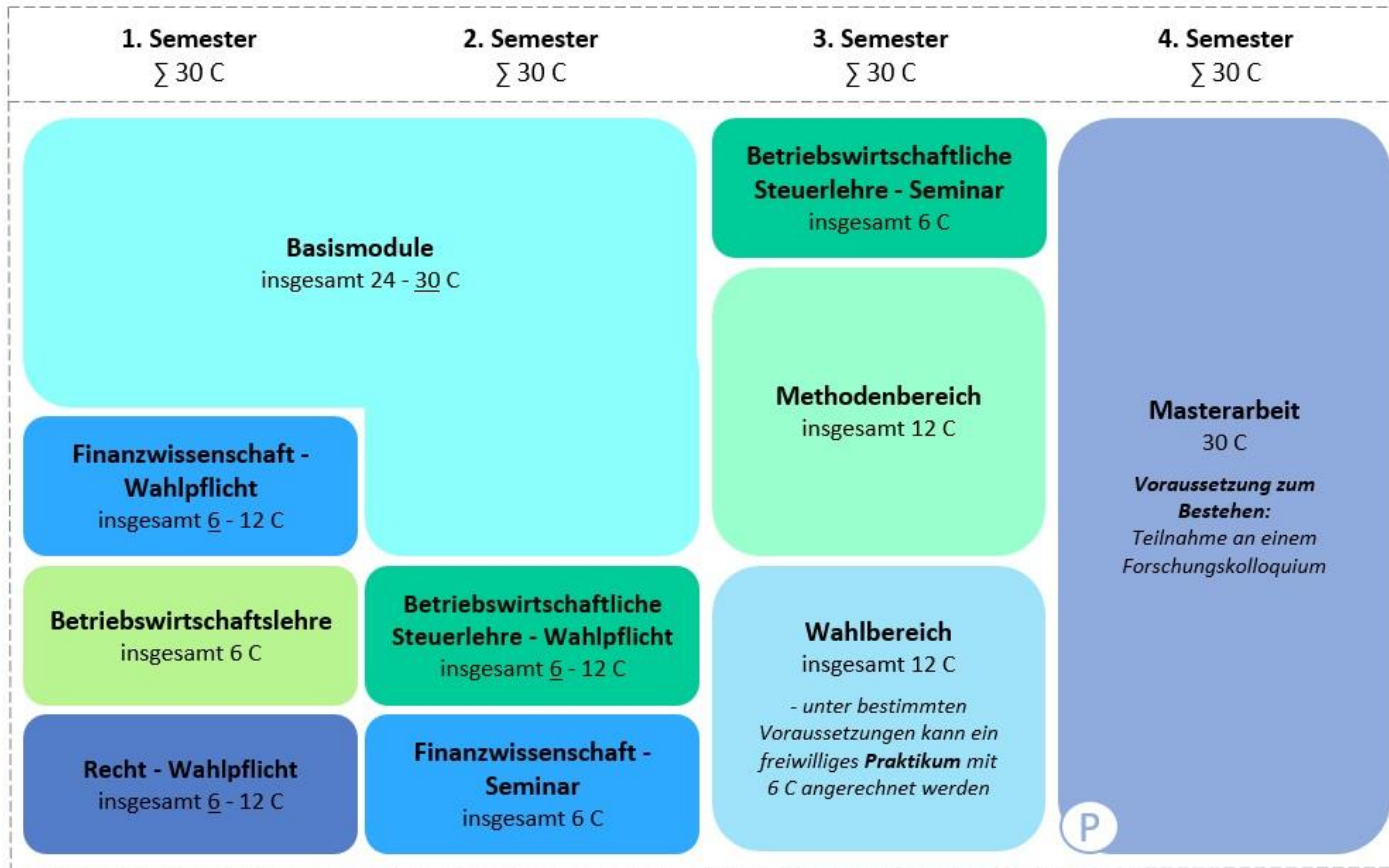 1. Semester
∑ 30 C
2. Semester
∑ 30 C
3. Semester
∑ 30 C
4. Semester
∑ 30 C
Basismodule
insgesamt 24 - 30 C
Finanzwissenschaft -
Wahlpflicht
insgesamt 6 - 12 C
Betriebswirtschaftslehre
insgesamt 6 C
Recht - Wahlpflicht
insgesamt 6 - 12 C
Betriebswirtschaftliche
Steuerlehre - Wahlpflicht
insgesamt 6 - 12 C
Finanzwissenschaft -
Seminar
insgesamt 6 C
Betriebswirtschaftliche
Steuerlehre - Seminar
insgesamt 6 C
Methodenbereich
insgesamt 12 C
Wahlbereich
insgesamt 12 C
- unter bestimmten
Voraussetzungen kann ein
freiwilliges Praktikum mit
6 C angerechnet werden
Masterarbeit
30 C
Voraussetzung zum
Bestehen:
Teilnahme an einem
Forschungskolloquium
P